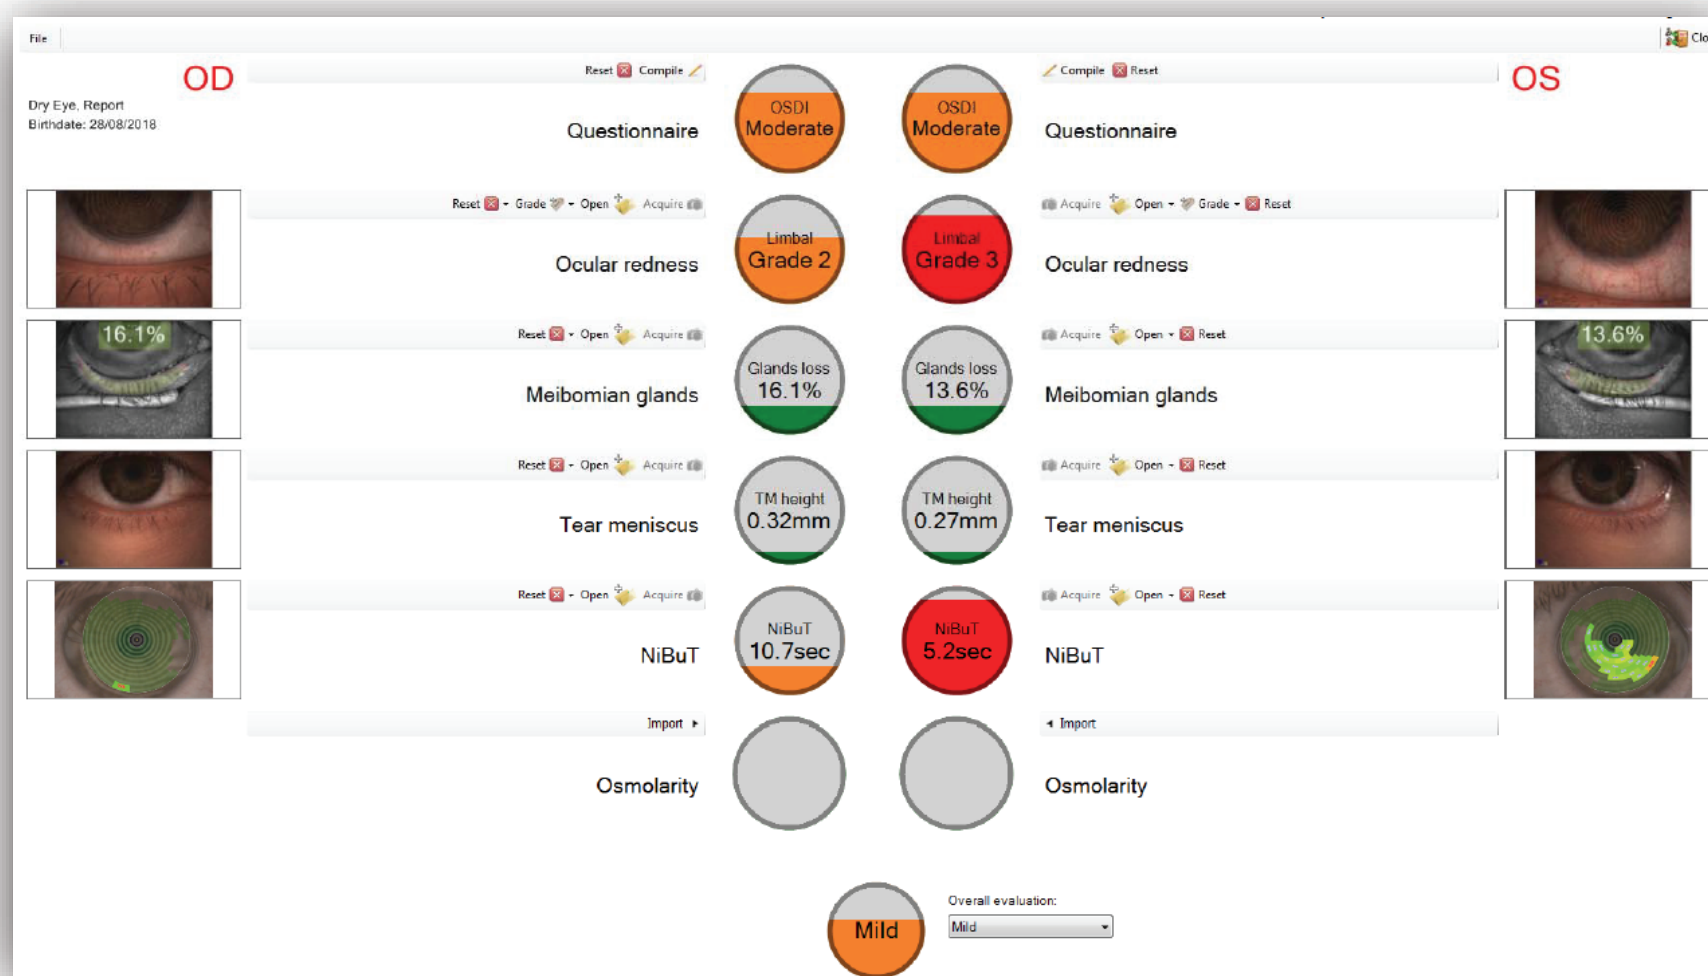 File
Clo
OD
Reset Compile
Compile Reset
OS
Dry Eye, Report
Birthdate: 28/08/2018
Questionnaire
OSDI
Moderate
OSDI
Moderate
Questionnaire
Reset Grade Open Acquire
Acquire Open Grade Reset
Ocular redness
Limbal
Grade 2
Limbal
Grade 3
Ocular redness
16.1%
Reset Open Acquire
Acquire Open Reset
13.6%
Meibomian glands
Glands loss
16.1%
Glands loss
13.6%
Meibomian glands
Reset Open Acquire
Acquire Open Reset
Tear meniscus
TM height
0.32mm
TM height
0.27mm
Tear meniscus
Reset Open Acquire
Acquire Open Reset
NiBuT
NiBuT
10.7sec
NiBuT
5.2sec
NiBuT
Import
Import
Osmolarity
Osmolarity
Mild
Overall evaluation:
Mild